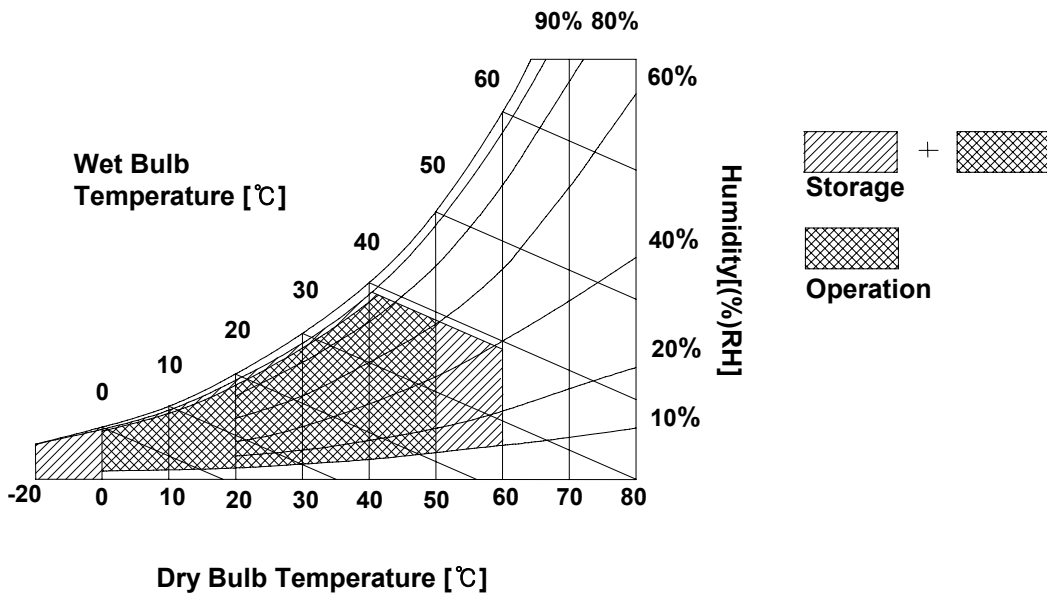 90% 80%
60
60%
Wet Bulb
Temperature [℃]
50
40
30
20
10
0
40%
20%
10%
Humidity[(%)RH]
-20 0 10 20 30 40 50 60 70 80
Dry Bulb Temperature [℃]
+
Storage
Operation